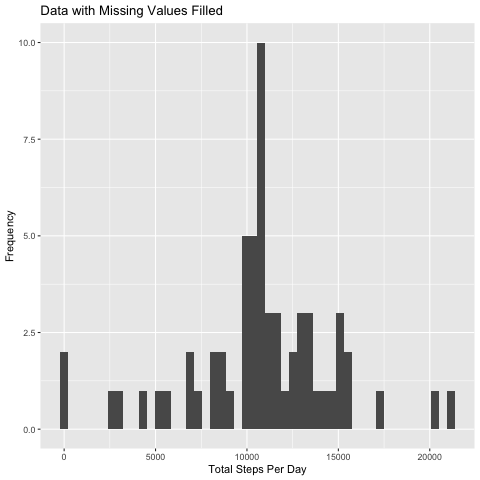 Data with Missing Values Filled
10.0
7.5
5.0
2.5
0.0
Frequency
0 5000 10000 15000 20000
Total Steps Per Day